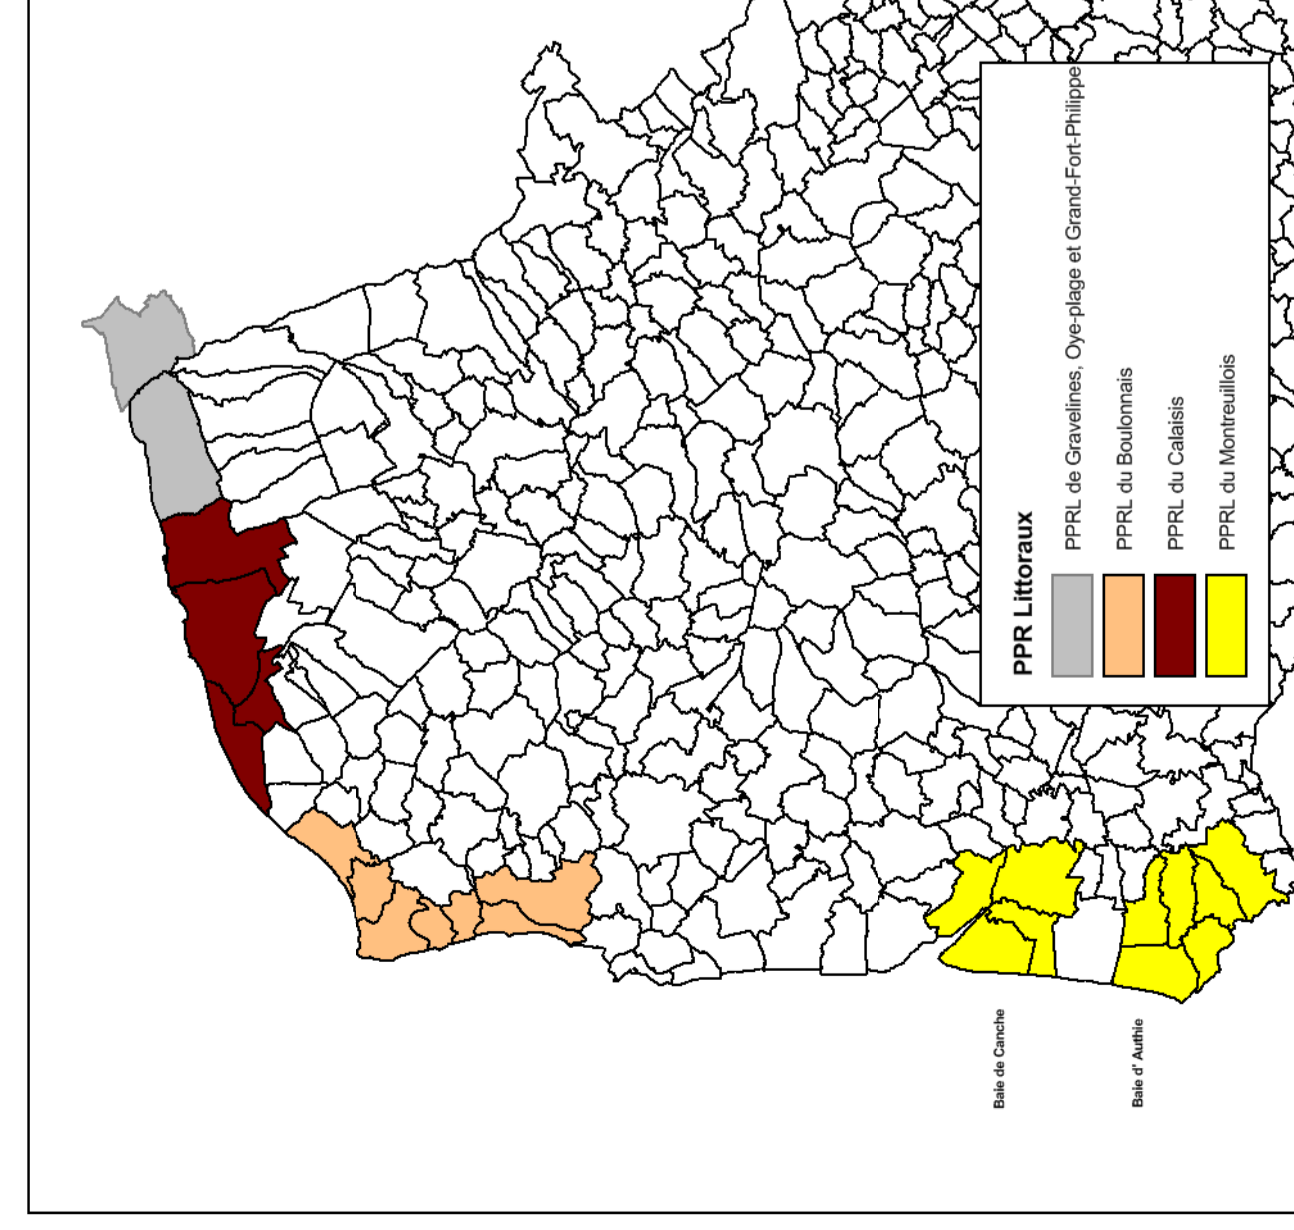 PPR Littoraux
PPRL de Gravelines, Oye-plage et Grand-Fort-Philippe
PPRL du Boulonnais
PPRL du Calaisis
PPRL du Montreuillois
Baie de Canche
Baie d' Authie